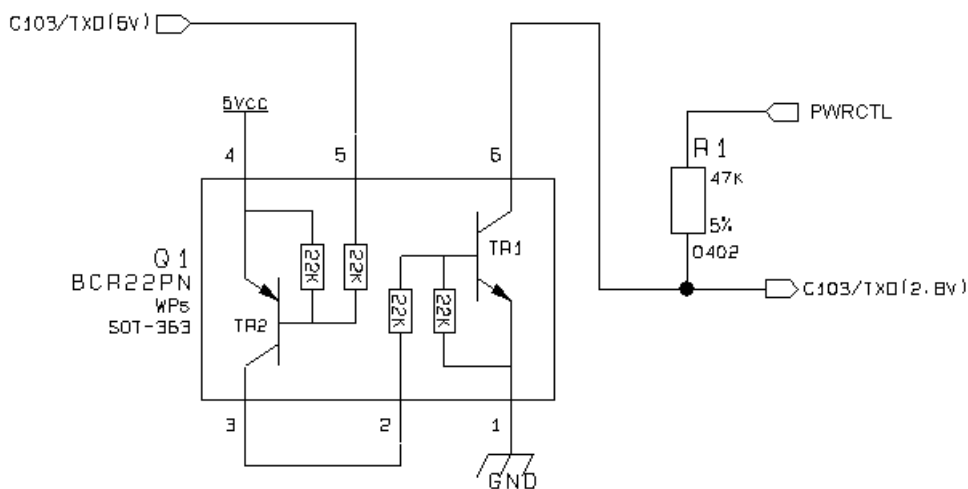 C103/TXD(5V)
5VCC
4
5
6
PWRCTL
R1
47K
5%
0402
Q1
BCR22PN
WPs
SOT-363
22K
22K
TR1
TR2
22K
22K
C103/TXD(2.8V)
3
2
1
GND